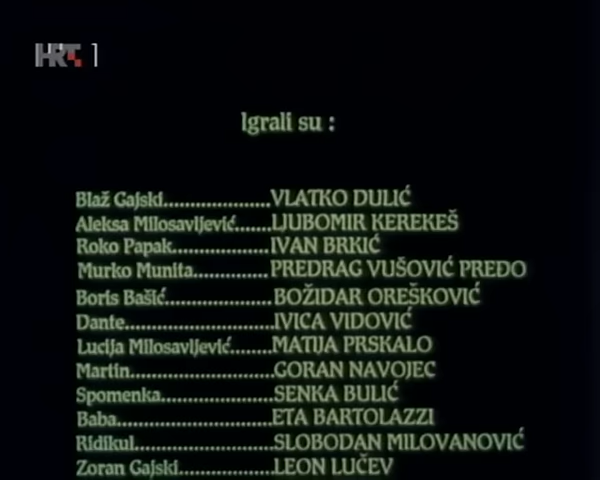 HRT 1
Igrali su :
Blaž Gajski.....................VLATKO DULIĆ
Aleksa Milosavljević.......LJUBOMIR KEREKEŠ
Roko Papak...................IVAN BRKIĆ
Murko Munita...............PREDRAG VUŠOVIĆ PREĐO
Boris Bašić.....................BOŽIDAR OREŠKOVIĆ
Dante.............................IVICA VIDOVIĆ
Lucija Milosavljević........MATIJA PRSKALO
Martin............................GORAN NAVOJEC
Spomenka......................SENKA BULIĆ
Baba..............................ETA BARTOLAZZI
Ridikul...........................SLOBODAN MILOVANOVIĆ
Zoran Gajski...................LEON LUČEV